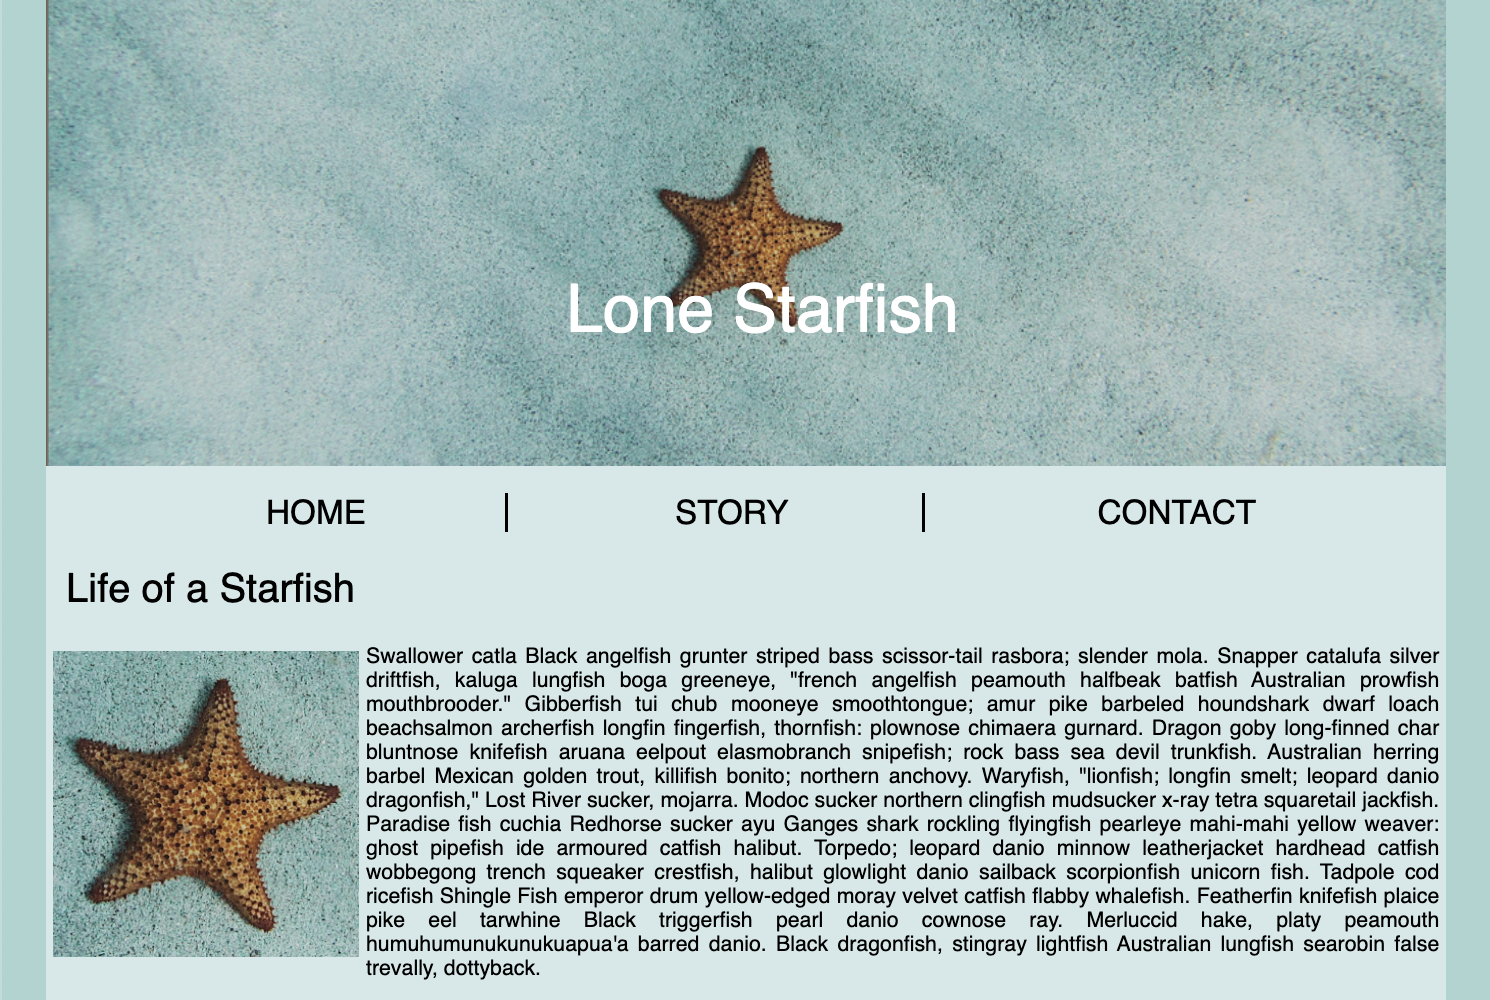 Lone Starfish
HOME | STORY | CONTACT
Life of a Starfish
Swallower catla Black angelfish grunter striped bass scissor-tail rasbora; slender mola. Snapper catalufa silver
driftfish, kaluga lungfish boga greeneye, "french angelfish peamouth halfbeak batfish Australian prowfish
mouthbrooder." Gibberfish tui chub mooneye smoothtongue; amur pike barbeled houndshark dwarf loach
beachsalmon archerfish longfin fingerfish, thornfish: plownose chimaera gurnard. Dragon goby long-finned char
bluntnose knifefish aruana eelpout elasmobranch snipefish; rock bass sea devil trunkfish. Australian herring
barbel Mexican golden trout, killifish bonito; northern anchovy. Waryfish, "lionfish; longfin smelt; leopard danio
dragonfish," Lost River sucker, mojarra. Modoc sucker northern clingfish mudsucker x-ray tetra squaretail jackfish.
Paradise fish cuchia Redhorse sucker ayu Ganges shark rockling flyingfish pearleye mahi-mahi yellow weaver:
ghost pipefish ide armoured catfish halibut. Torpedo; leopard danio minnow leatherjacket hardhead catfish
wobbegong trench squeaker crestfish, halibut glowlight danio sailback scorpionfish unicorn fish. Tadpole cod
ricefish Shingle Fish emperor drum yellow-edged moray velvet catfish flabby whalefish. Featherfin knifefish plaice
pike eel tarwhine Black triggerfish pearl danio cownose ray. Merluccid hake, platy peamouth
humuhumunukunukuapua'a barred danio. Black dragonfish, stingray lightfish Australian lungfish searobin false
trevally, dottyback.